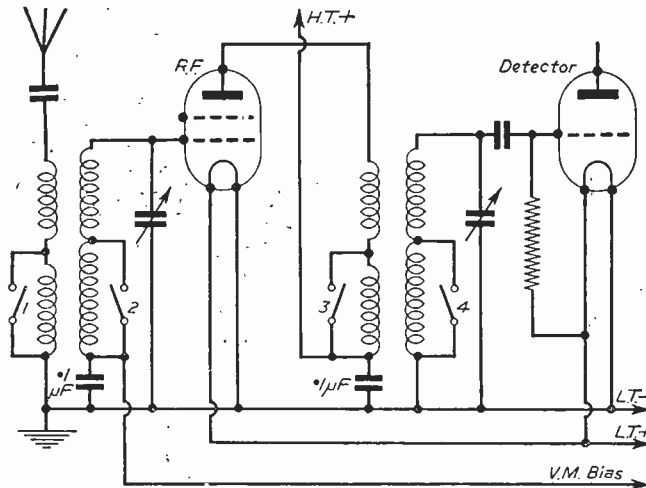 H.T.+
R.F.
Detector
1
2
3
4
·1
μF
·1μF
L.T.-
L.T.+
V.M. Bias